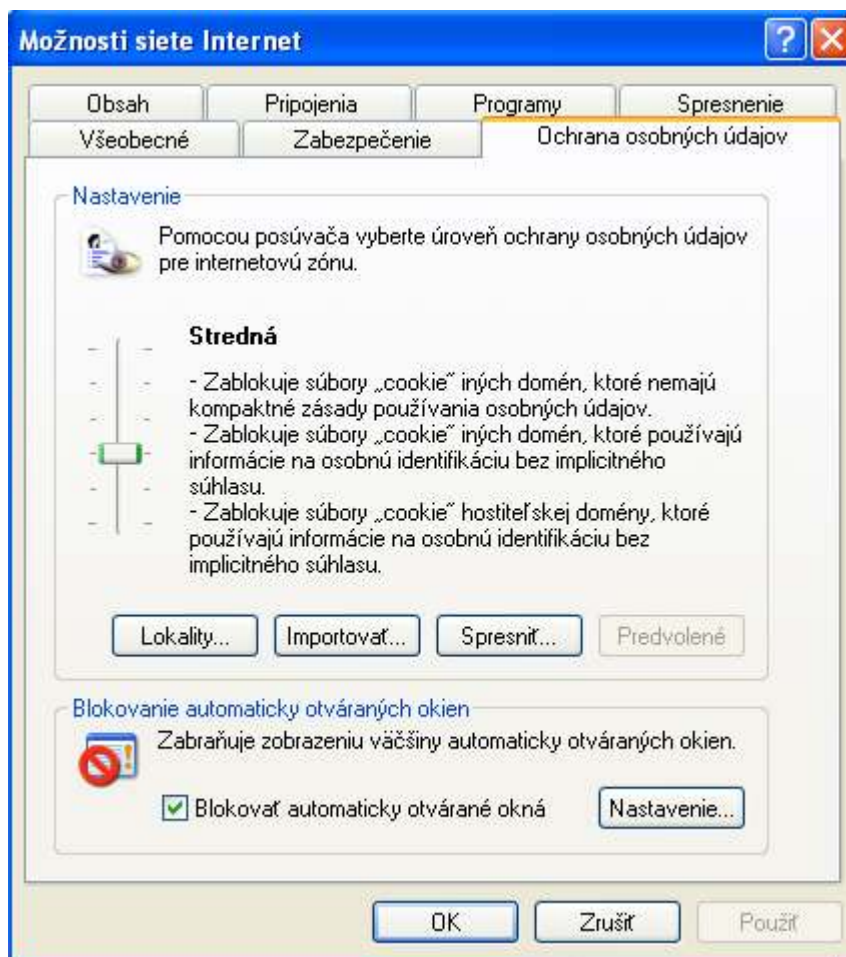 Možnosti siete Internet
Obsah Pripojenia Programy Spresnenie
Všeobecné Zabezpečenie Ochrana osobných údajov
Nastavenie
Pomocou posúvača vyberte úroveň ochrany osobných údajov
pre internetovú zónu.
Stredná
- Zablokuje súbory „cookie“ iných domén, ktoré nemajú
kompaktné zásady používania osobných údajov.
- Zablokuje súbory „cookie“ iných domén, ktoré používajú
informácie na osobnú identifikáciu bez implicitného
súhlasu.
- Zablokuje súbory „cookie“ hostiteľskej domény, ktoré
používajú informácie na osobnú identifikáciu bez
implicitného súhlasu.
Lokality... Importovať... Spresniť... Predvolené
Blokovanie automaticky otváraných okien
Zabraňuje zobrazeniu väčšiny automaticky otváraných okien.
Blokovať automaticky otvárané okná Nastavenie...
OK Zrušiť Použiť